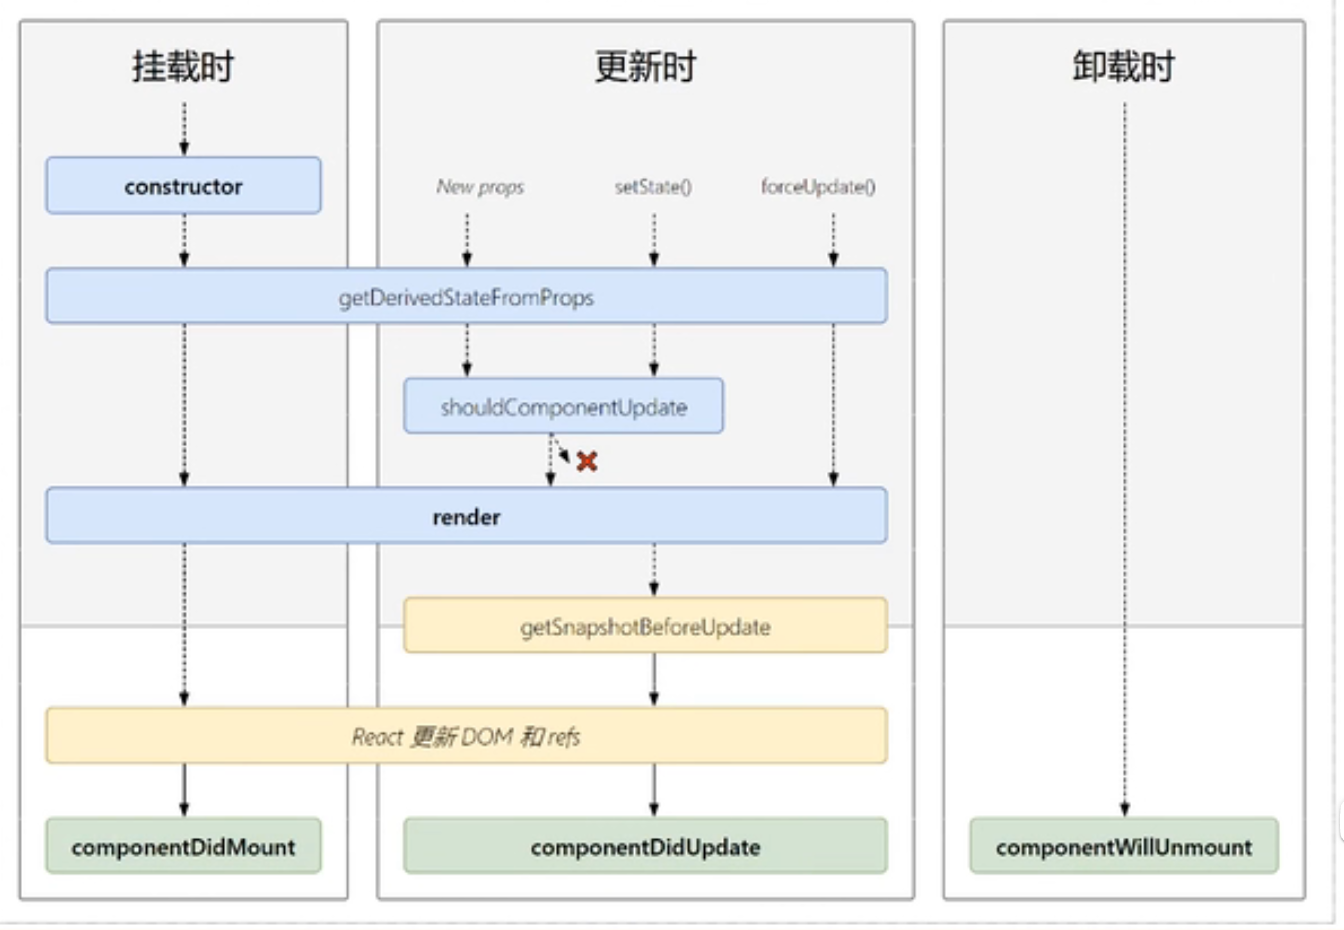 挂载时
更新时
卸载时
constructor
New props
setState()
forceUpdate()
getDerivedStateFromProps
shouldComponentUpdate
render
getSnapshotBeforeUpdate
React 更新 DOM 和 refs
componentDidMount
componentDidUpdate
componentWillUnmount